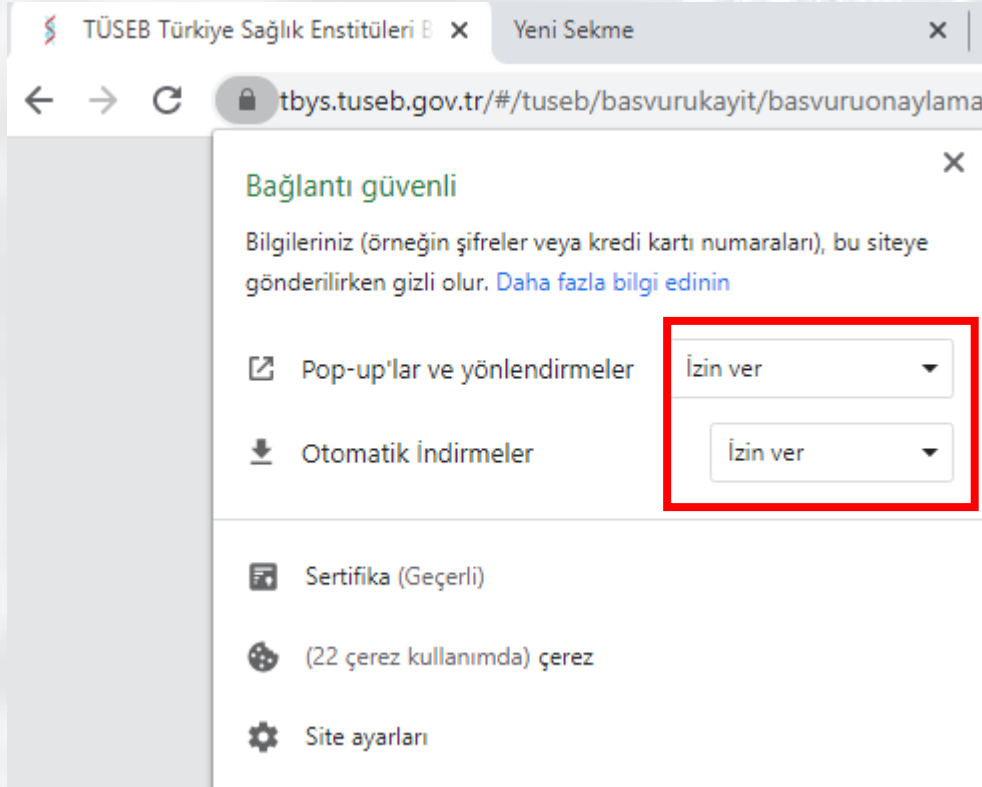 TÜSEB Türkiye Sağlık Enstitüleri B
Yeni Sekme
tbys.tuseb.gov.tr/#/tuseb/basvurukayit/basvuruonaylama
Bağlantı güvenli
Bilgileriniz (örneğin şifreler veya kredi kartı numaraları), bu siteye
gönderilirken gizli olur. Daha fazla bilgi edinin
Pop-up'lar ve yönlendirmeler İzin ver
Otomatik İndirmeler İzin ver
Sertifika (Geçerli)
(22 çerez kullanımda) çerez
Site ayarları